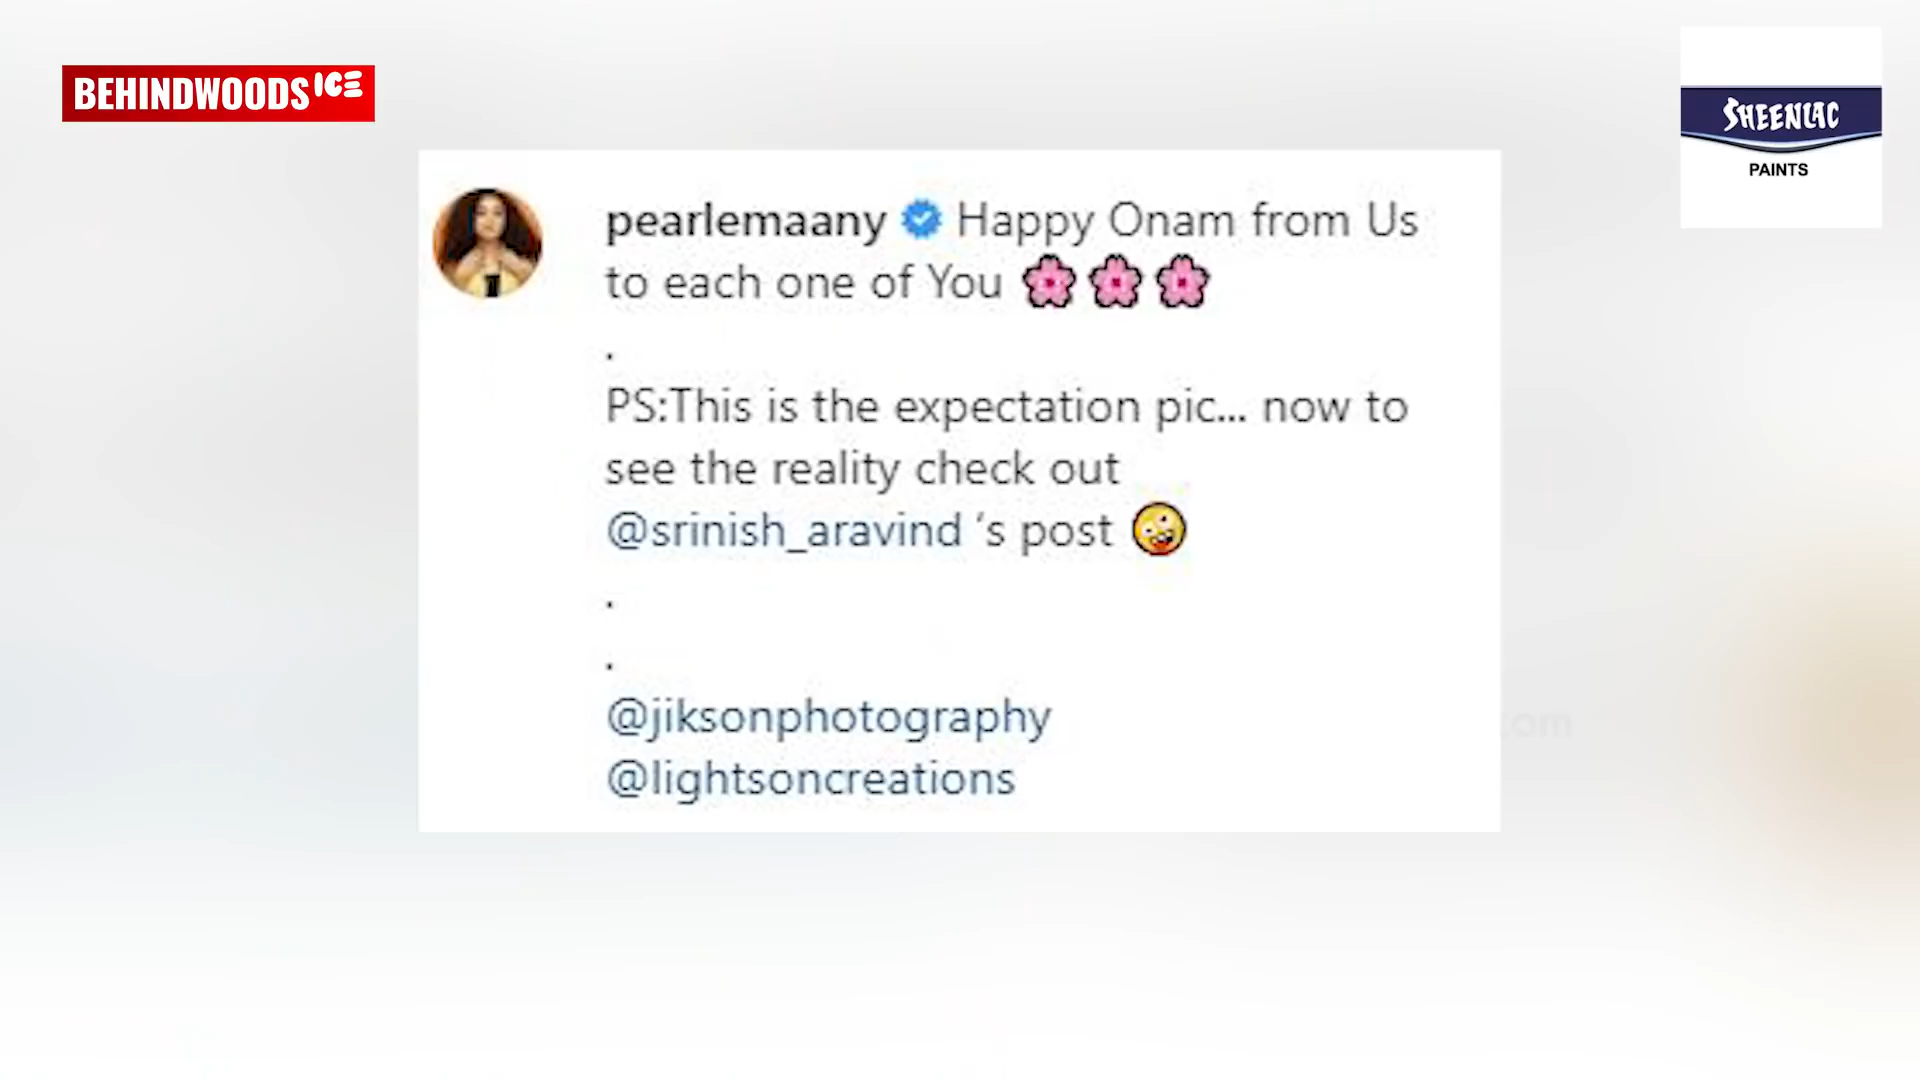 BEHINDWOODS ICE
SHEENLAC
PAINTS
pearlemaany Happy Onam from Us
to each one of You 🌸🌸🌸
.
PS:This is the expectation pic... now to
see the reality check out
@srinish_aravind ‘s post 🤪
.
.
@jiksonphotography
@lightsoncreations
.com